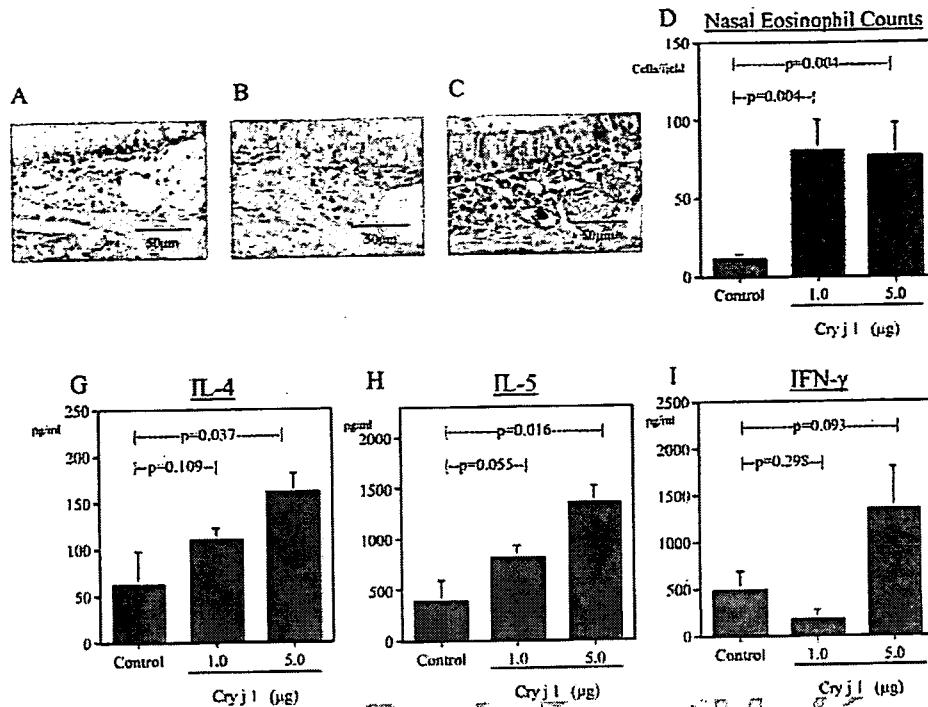 D Nasal Eosinophil Counts
150
Cells/field
p=0.004
p=0.004
100
50
0
Control 1.0 5.0
Cry j 1 (µg)
A
50µm
B
50µm
C
50µm
G IL-4
pg/ml
250
p=0.037
200
p=0.109
150
100
50
0
Control 1.0 5.0
Cry j 1 (µg)
H IL-5
pg/ml
2000
p=0.016
p=0.055
1500
1000
500
0
Control 1.0 5.0
Cry j 1 (µg)
I IFN-γ
pg/ml
2500
p=0.093
2000
p=0.298
1500
1000
500
0
Control 1.0 5.0
Cry j 1 (µg)